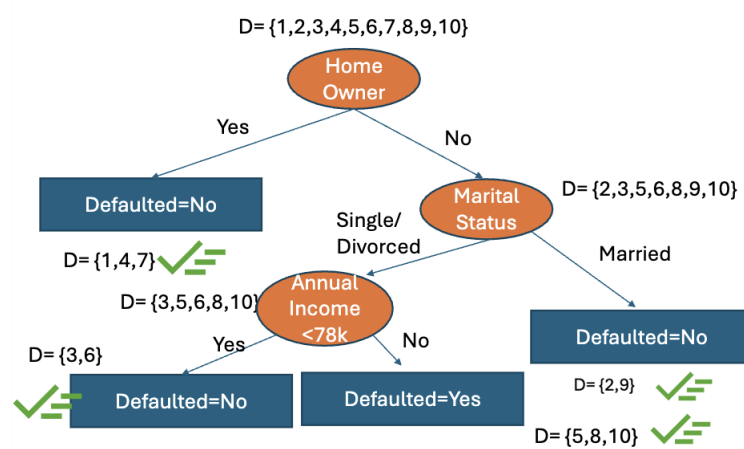 D= {1,2,3,4,5,6,7,8,9,10}
Home
Owner
Yes
No
Defaulted=No
Marital
Status
D= {2,3,5,6,8,9,10}
Single/
Divorced
Married
D= {1,4,7}
D= {3,5,6,8,10}
Annual
Income
<78k
Yes
No
Defaulted=No
D= {3,6}
Defaulted=No
Defaulted=Yes
D= {2,9}
D= {5,8,10}